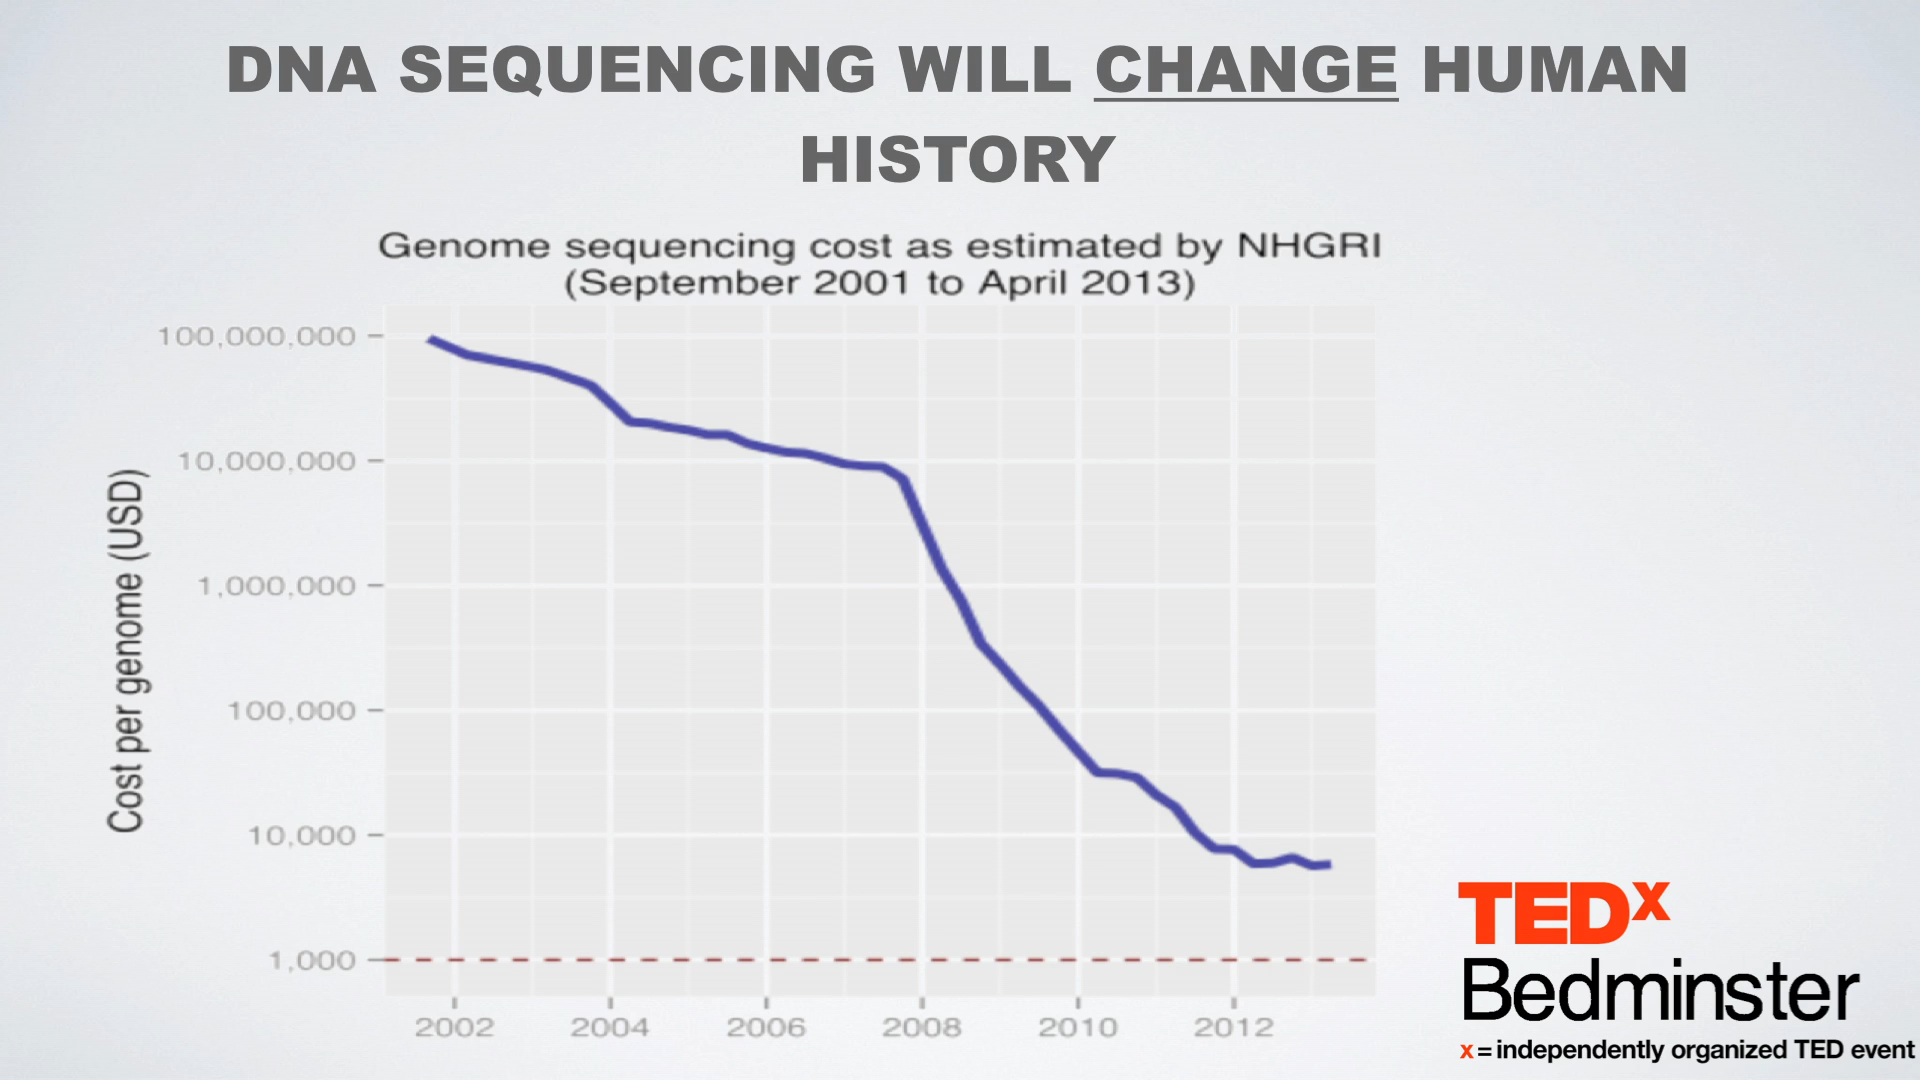 DNA SEQUENCING WILL CHANGE HUMAN
HISTORY
Genome sequencing cost as estimated by NHGRI
(September 2001 to April 2013)
Cost per genome (USD)
100,000,000
10,000,000
1,000,000
100,000
10,000
1,000
2002 2004 2006 2008 2010 2012
TEDx
Bedminster
x = independently organized TED event